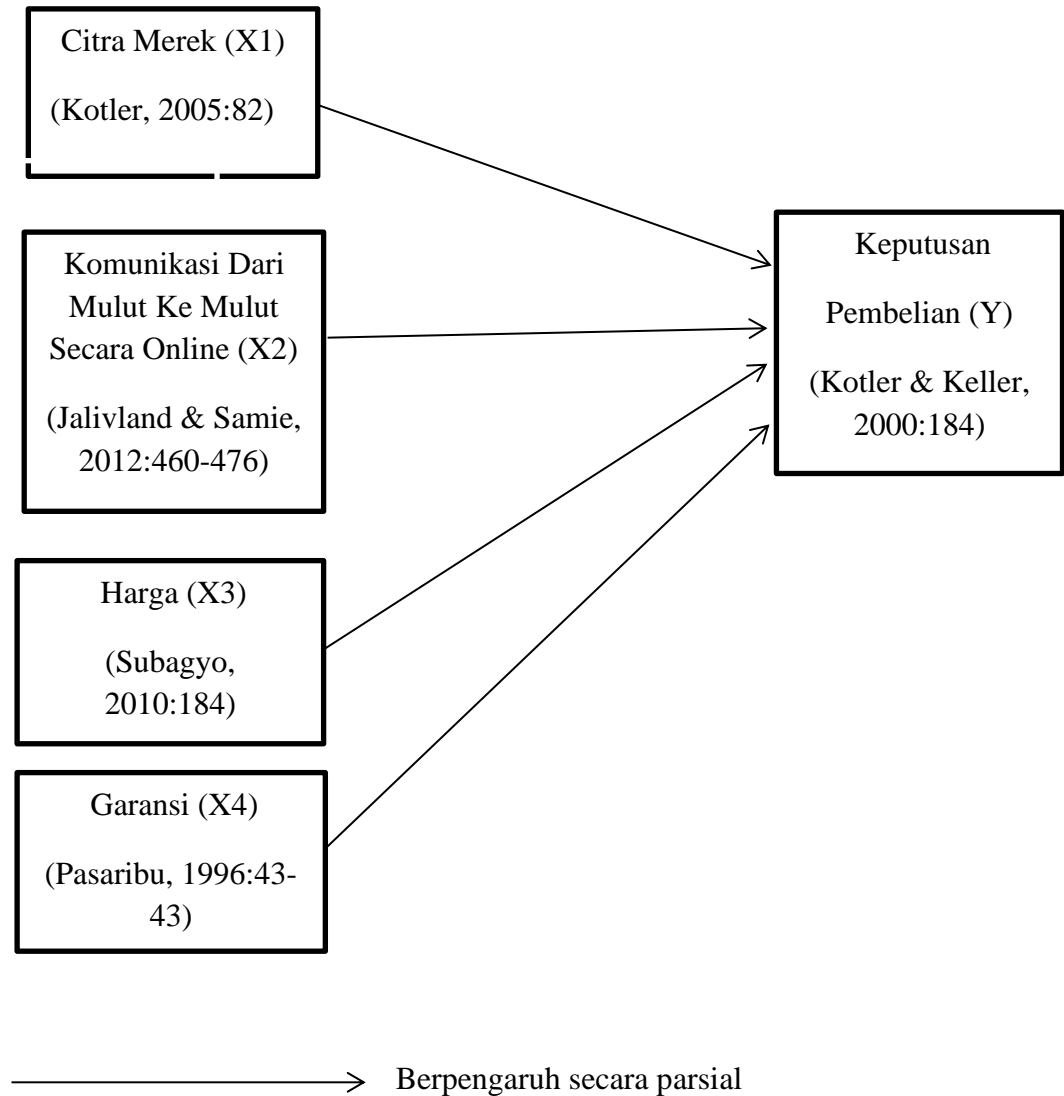 Citra Merek (X1)
(Kotler, 2005:82)
Komunikasi Dari
Mulut Ke Mulut
Secara Online (X2)
(Jalivland & Samie,
2012:460-476)
Harga (X3)
(Subagyo,
2010:184)
Garansi (X4)
(Pasaribu, 1996:43-
43)
Keputusan
Pembelian (Y)
(Kotler & Keller,
2000:184)
Berpengaruh secara parsial